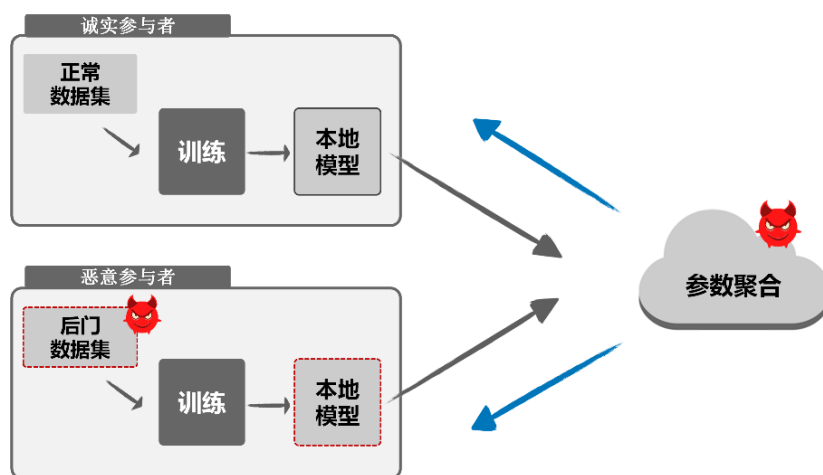 诚实参与者
正常
数据集
训练
本地
模型
恶意参与者
后门
数据集
训练
本地
模型
参数聚合